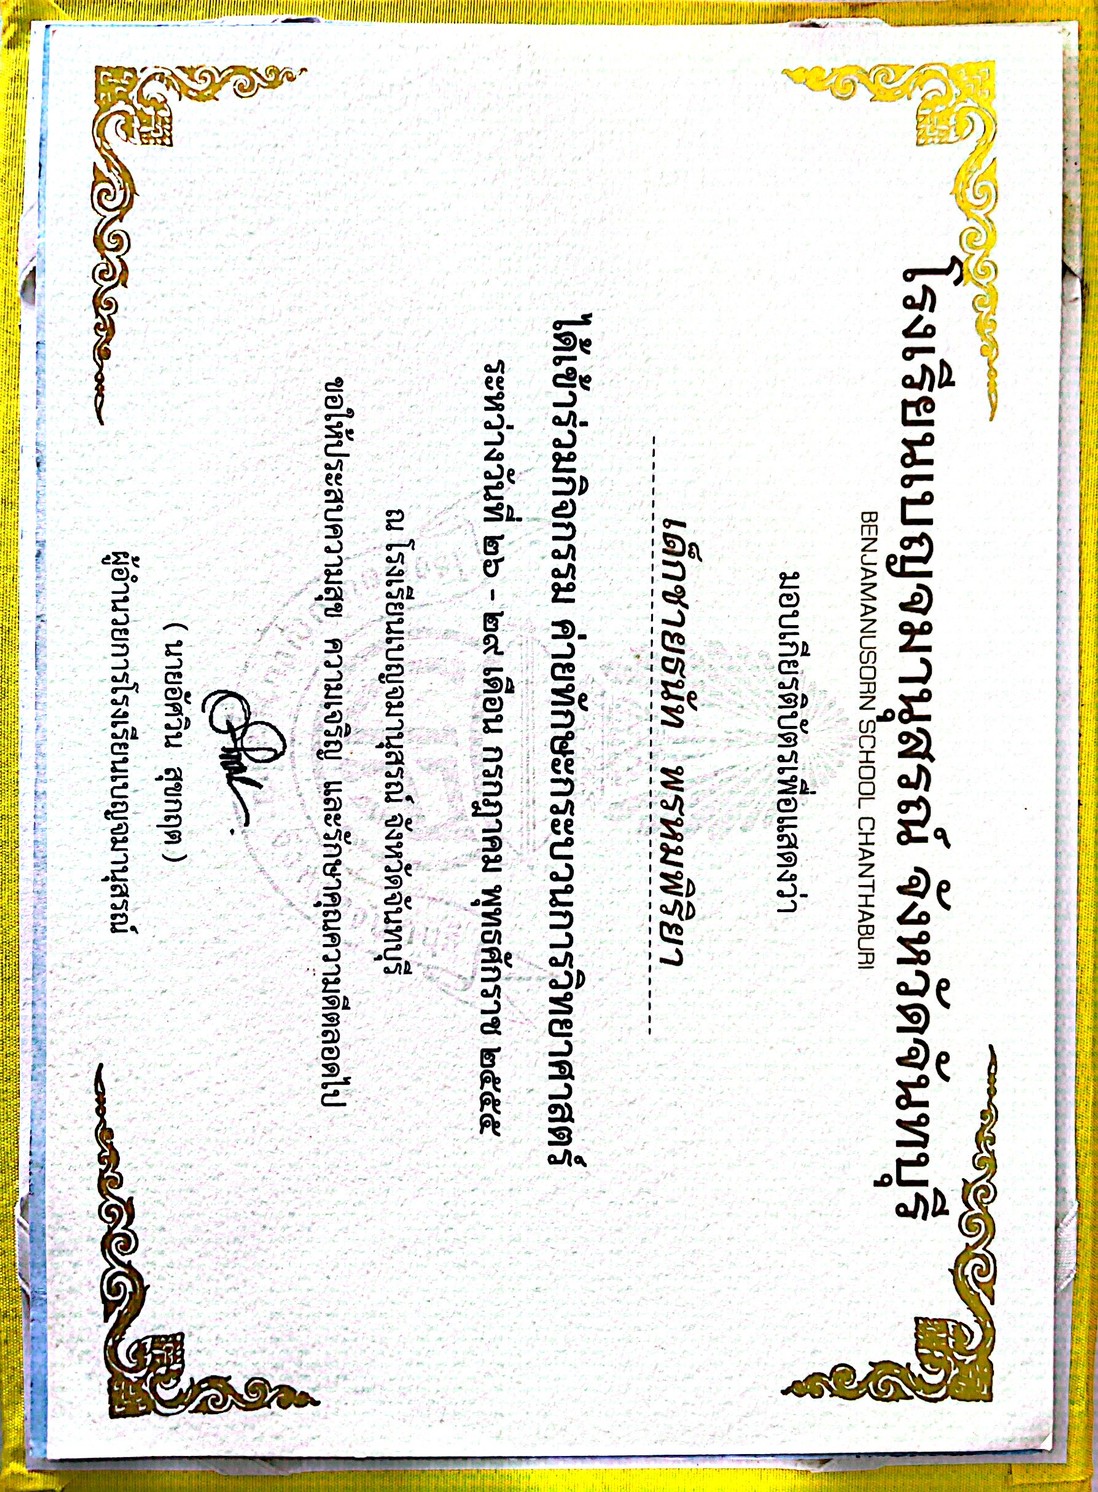 โรงเรียนเบญจมานุสรณ์ จังหวัดจันทบุรี
BENJAMANUSORN SCHOOL CHANTHABURI
มอบเกียรติบัตรเพื่อแสดงว่า
เด็กชายธนัท พรหมพิริยา
ได้เข้าร่วมกิจกรรม ค่ายทักษะกระบวนการวิทยาศาสตร์
ระหว่างวันที่ ๒๖ - ๒๙ เดือน กรกฎาคม พุทธศักราช ๒๕๕๕
ณ โรงเรียนเบญจมานุสรณ์ จังหวัดจันทบุรี
ขอให้ประสบความสุข ความเจริญ และรักษาคุณความดีตลอดไป
( นายอัศวิน สุขกฤต )
ผู้อำนวยการโรงเรียนเบญจมานุสรณ์